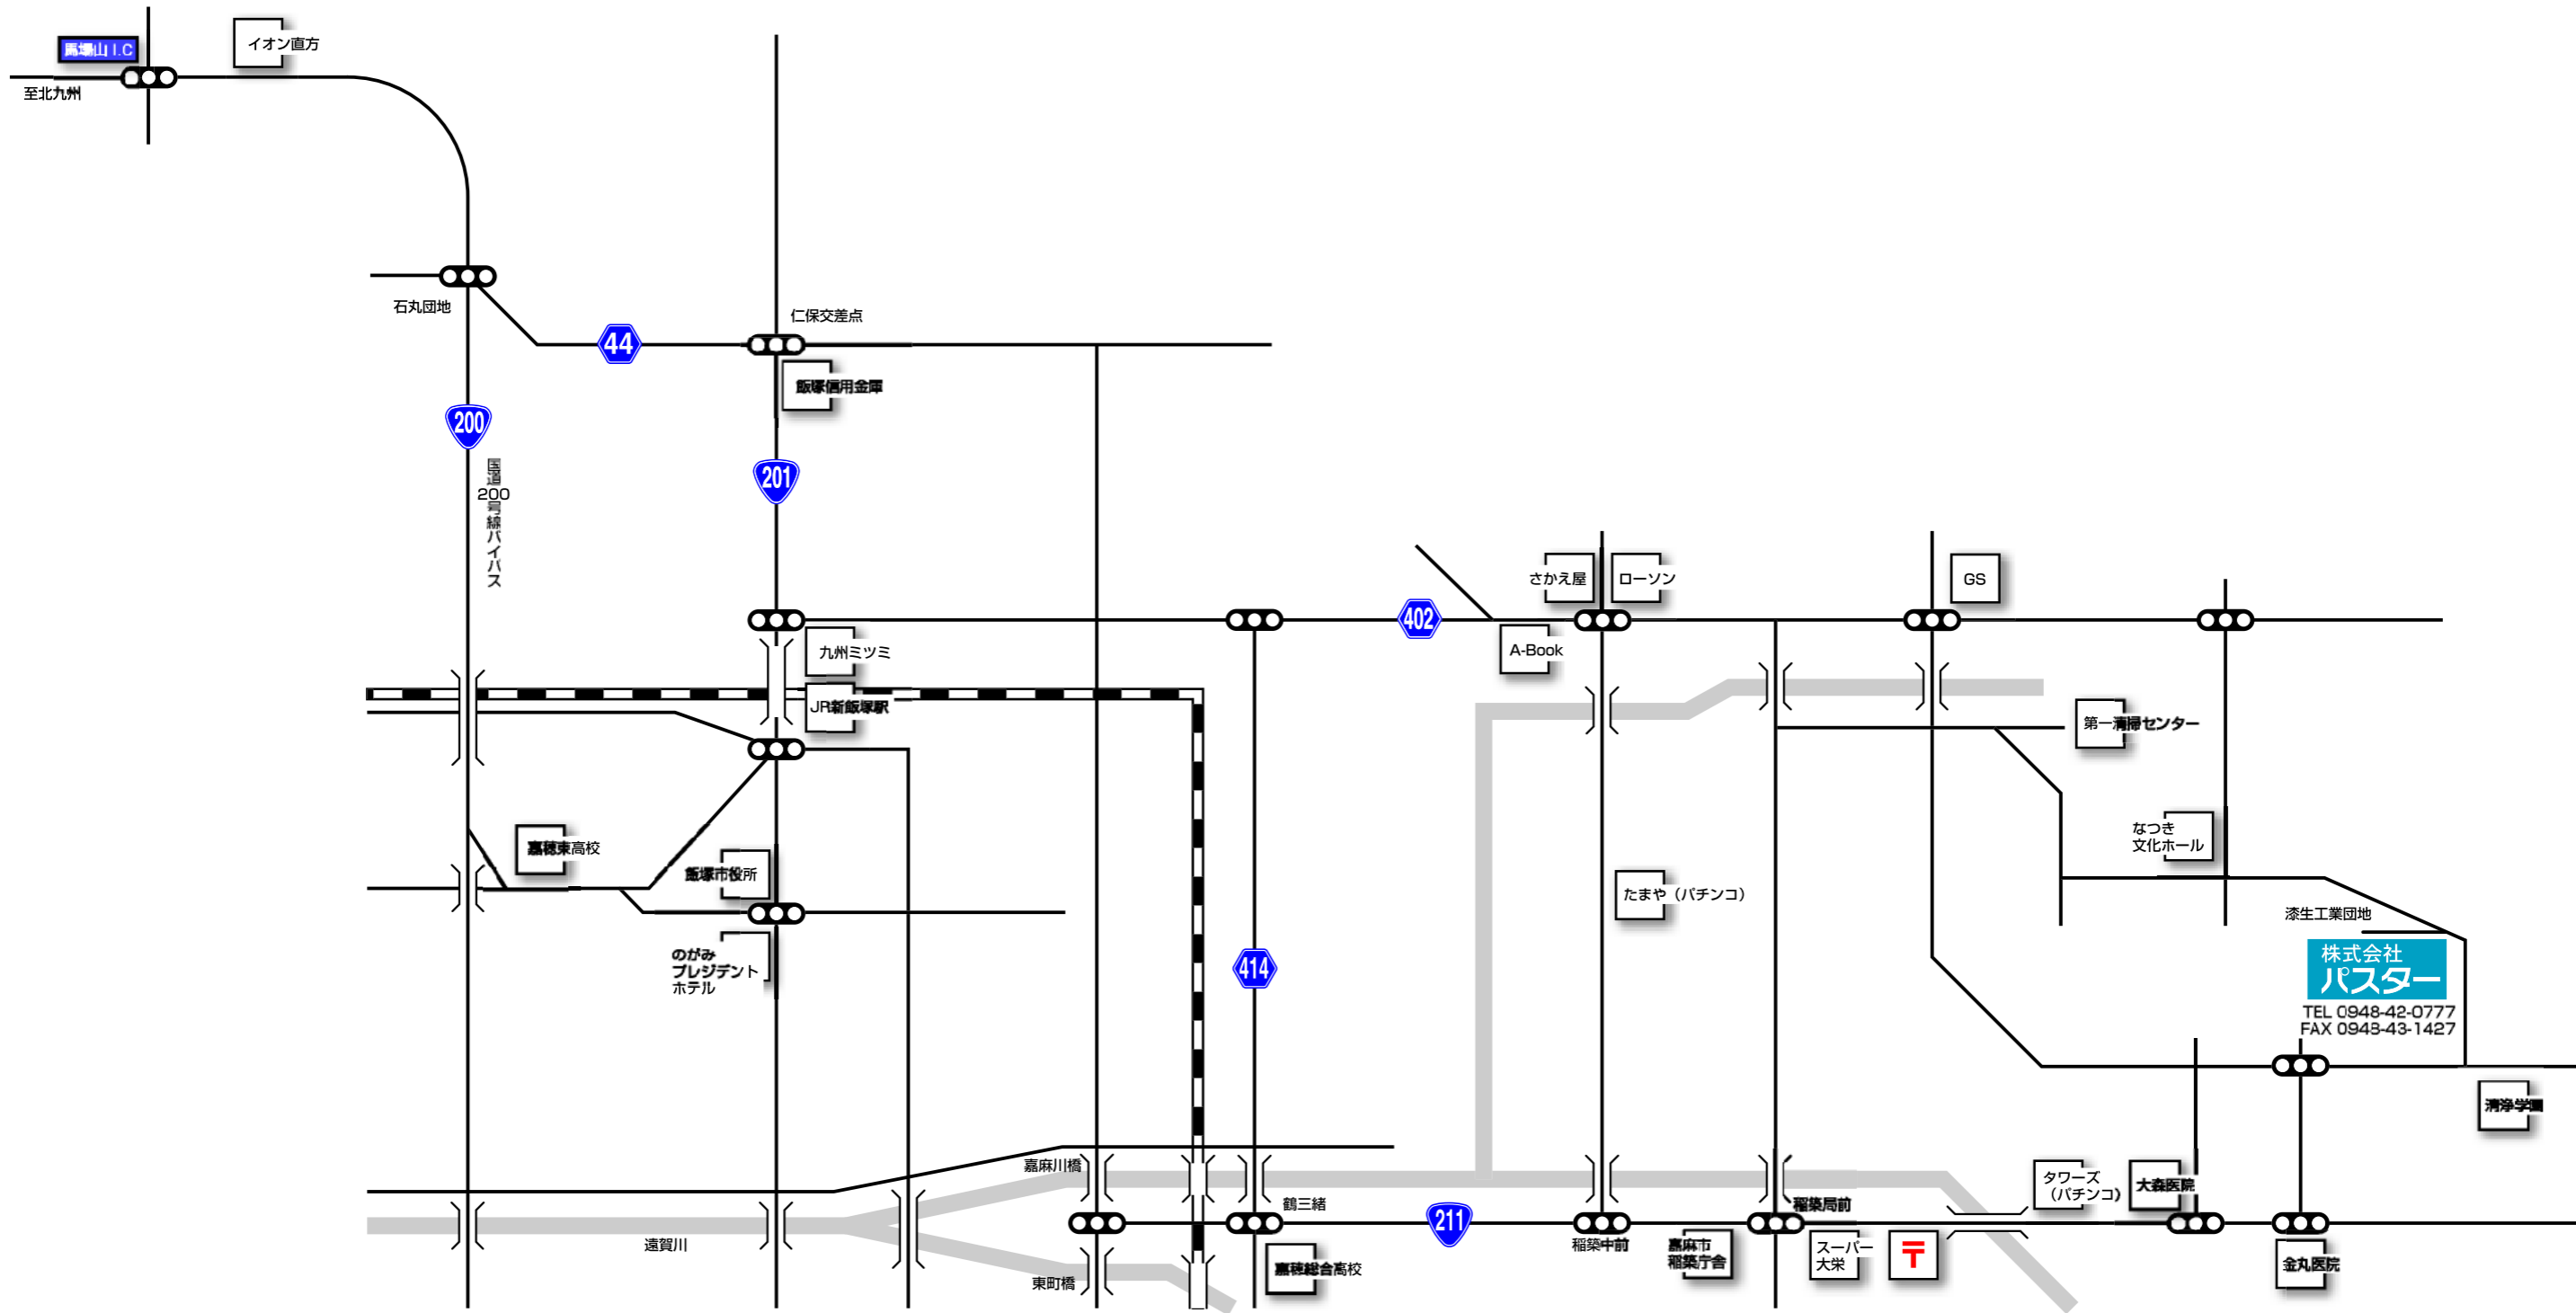 馬場山 I.C
イオン直方
至北九州
石丸団地
仁保交差点
44
飯塚信用金庫
200
201
国道200号線バイパス
さかえ屋
ローソン
GS
402
九州ミツミ
A-Book
JR新飯塚駅
第一清掃センター
嘉穂東高校
飯塚市役所
なつき
文化ホール
たまや（パチンコ）
漆生工業団地
のがみ
プレジデント
ホテル
414
株式会社
パスター
TEL 0948-42-0777
FAX 0948-43-1427
清浄学園
嘉麻川橋
鶴三緒
稲築局前
タワーズ
（パチンコ）
大森医院
211
遠賀川
稲築中前
嘉麻市
稲築庁舎
スーパー
大栄
〒
東町橋
嘉穂総合高校
金丸医院